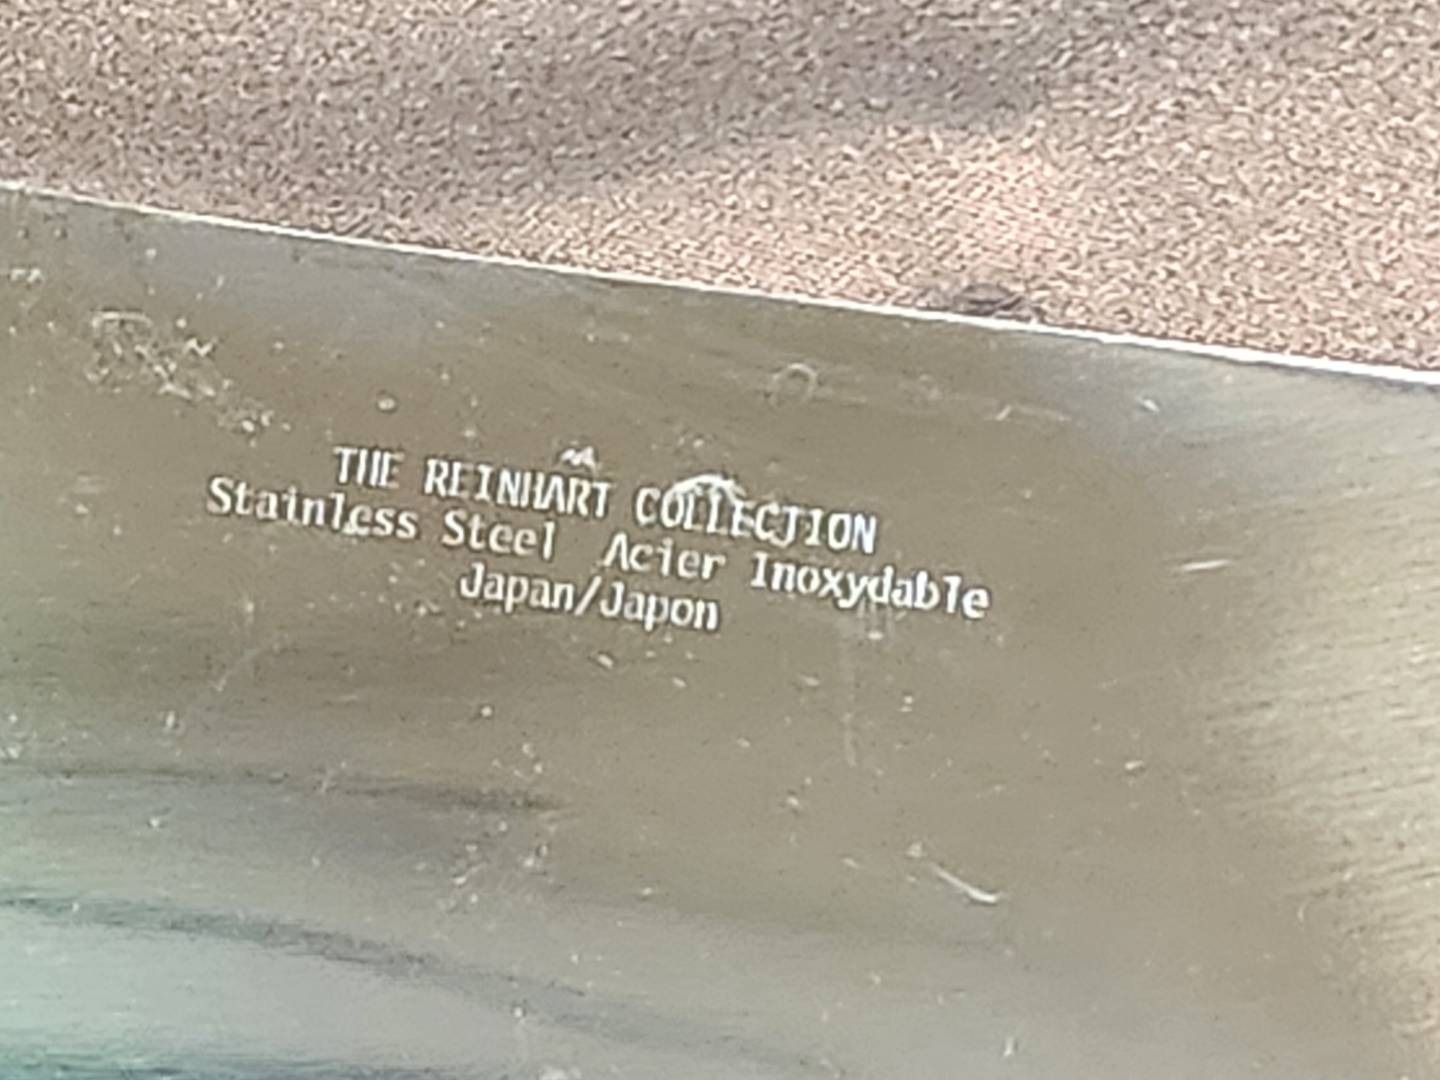 THE REINHART COLLECTION
Stainless Steel Acier Inoxydable
Japan/Japon